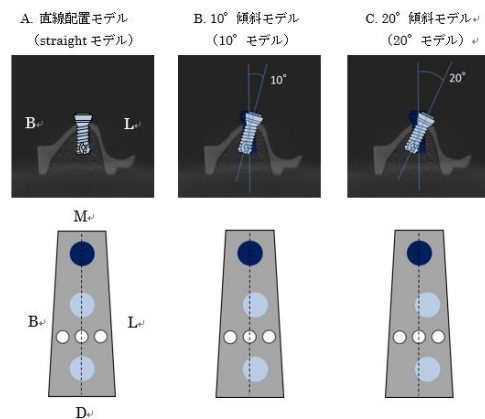 A. 直線配置モデル
（straight モデル）
B. 10° 傾斜モデル
（10° モデル）
C. 20° 傾斜モデル↵
（20° モデル）↵
B↵
L↵
10°
20°
M↵
B↵
L↵
D↵